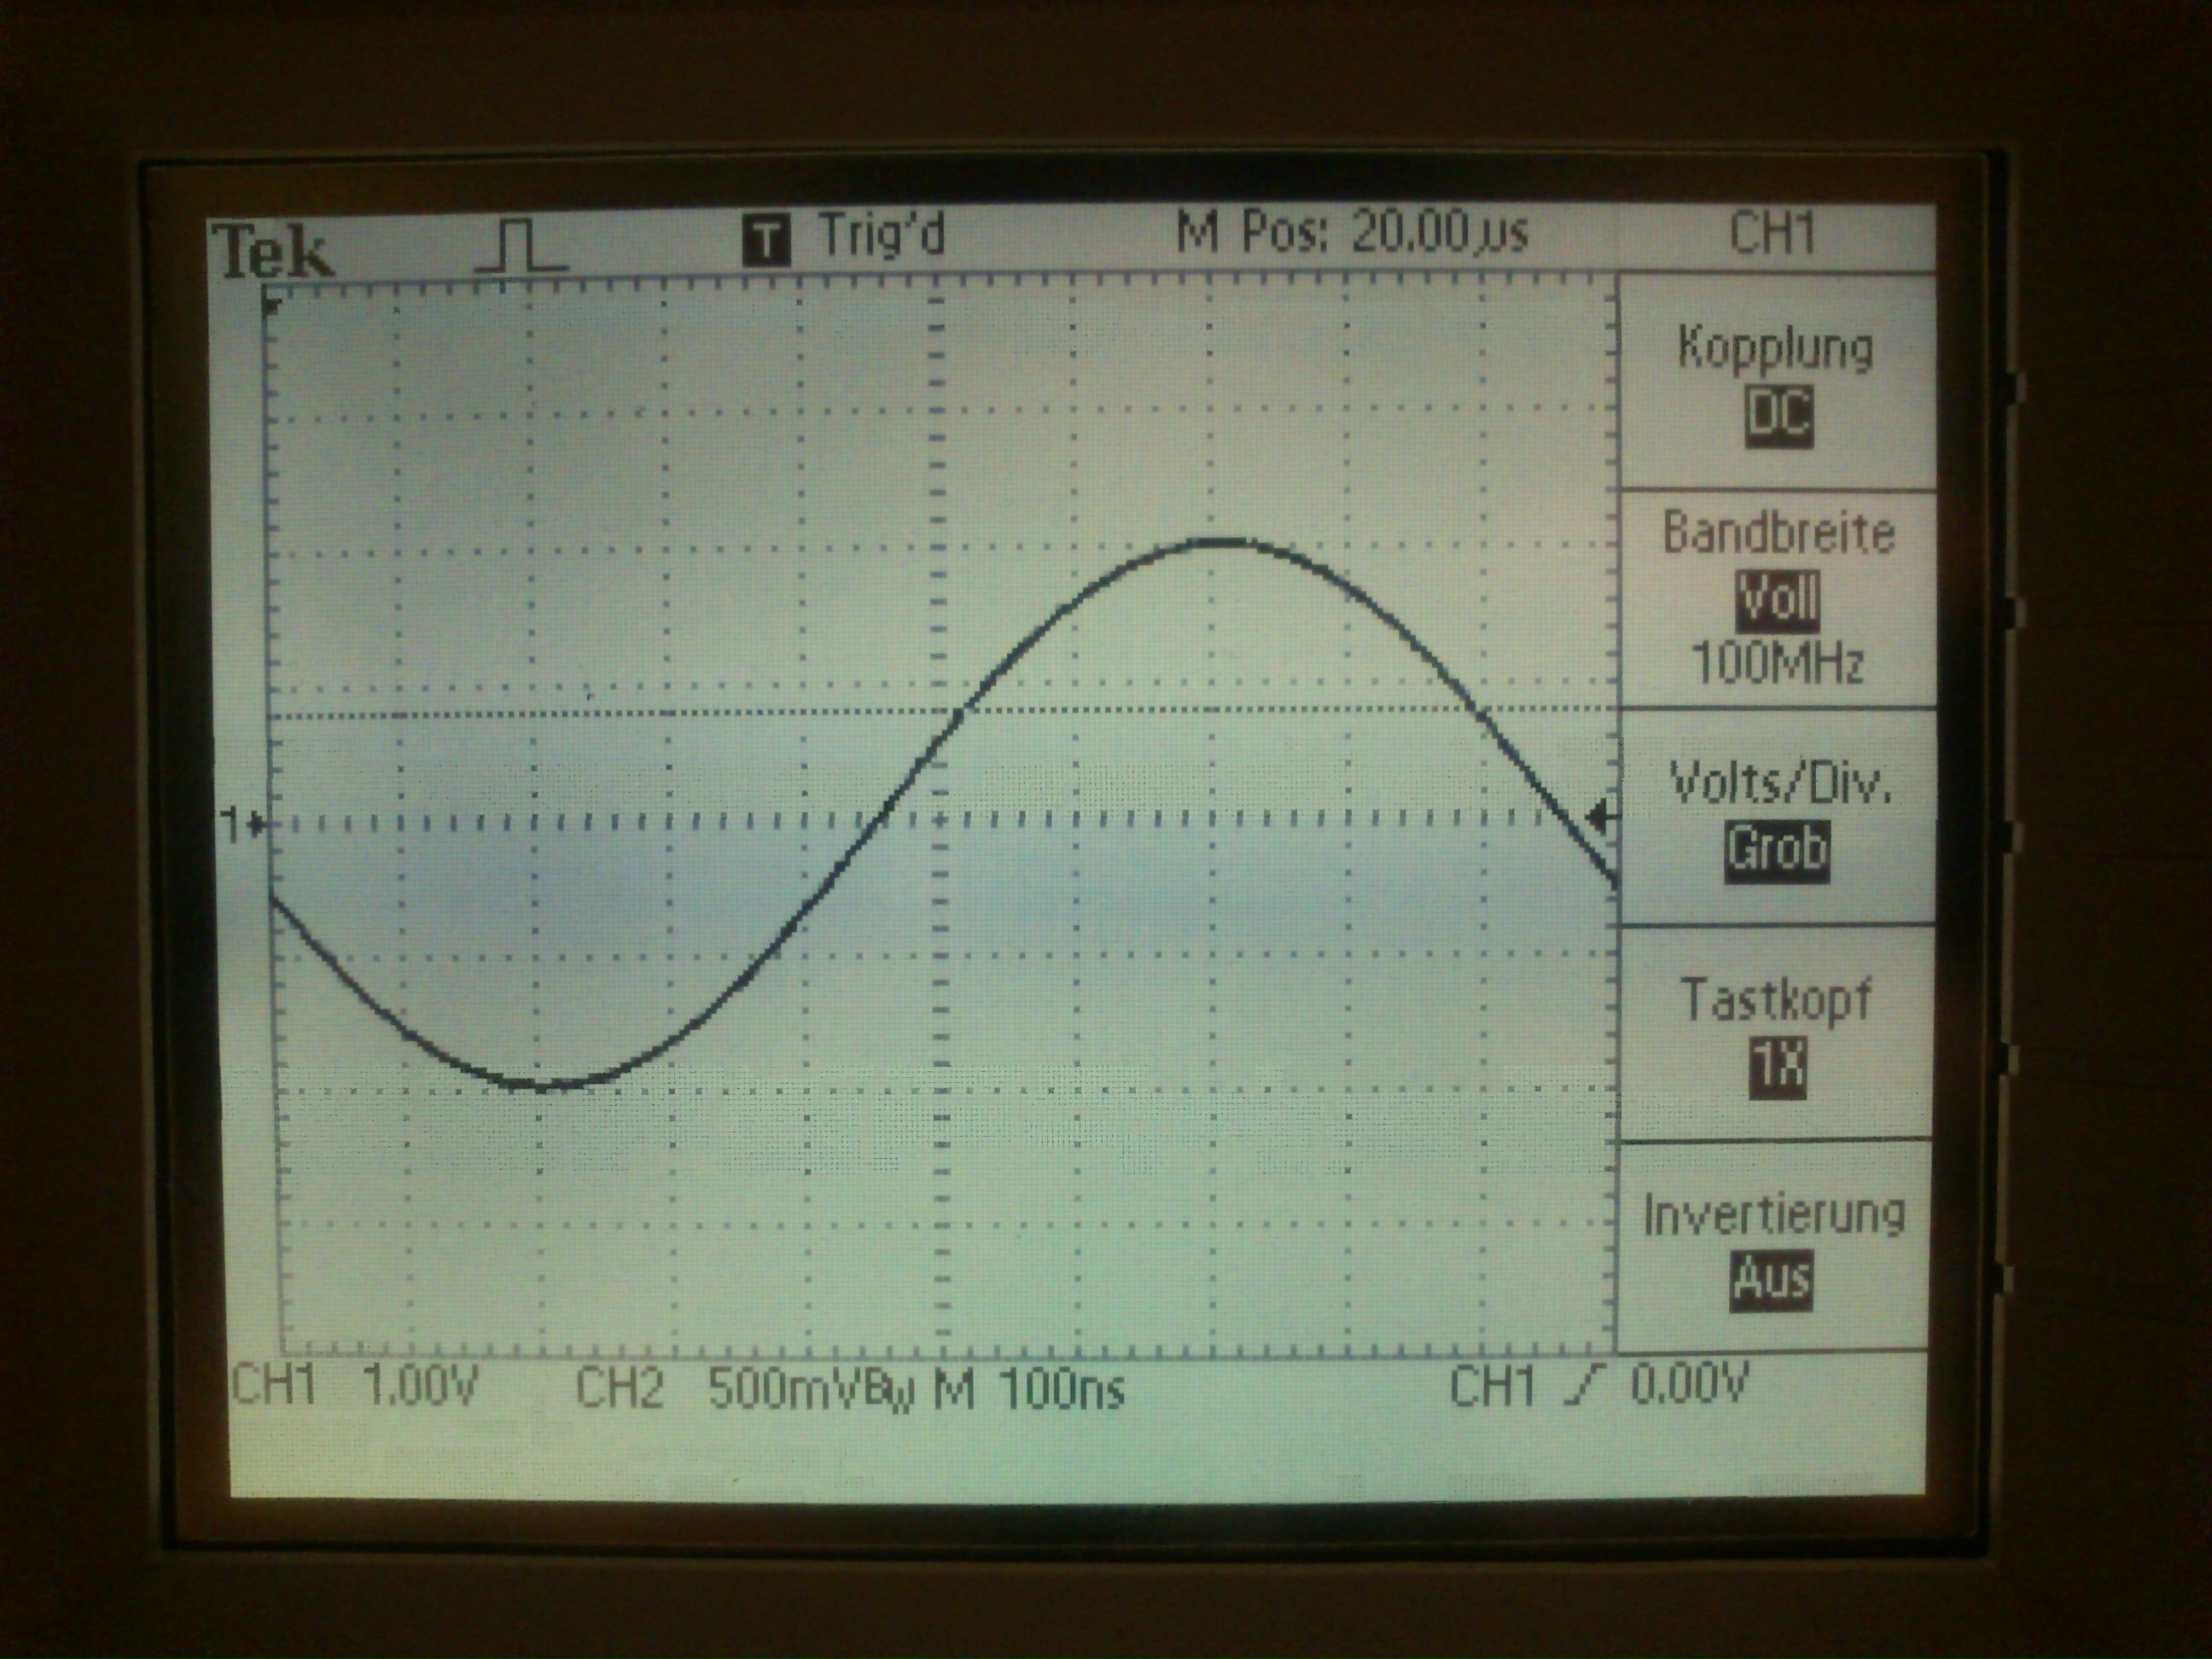 Tek T Trig'd M Pos: 20.00µs CH1
Kopplung
DC
Bandbreite
Voll
100MHz
Volts/Div.
Grob
Tastkopf
1X
Invertierung
Aus
1
CH1 1.00V CH2 500mVBW M 100ns CH1 0.00V